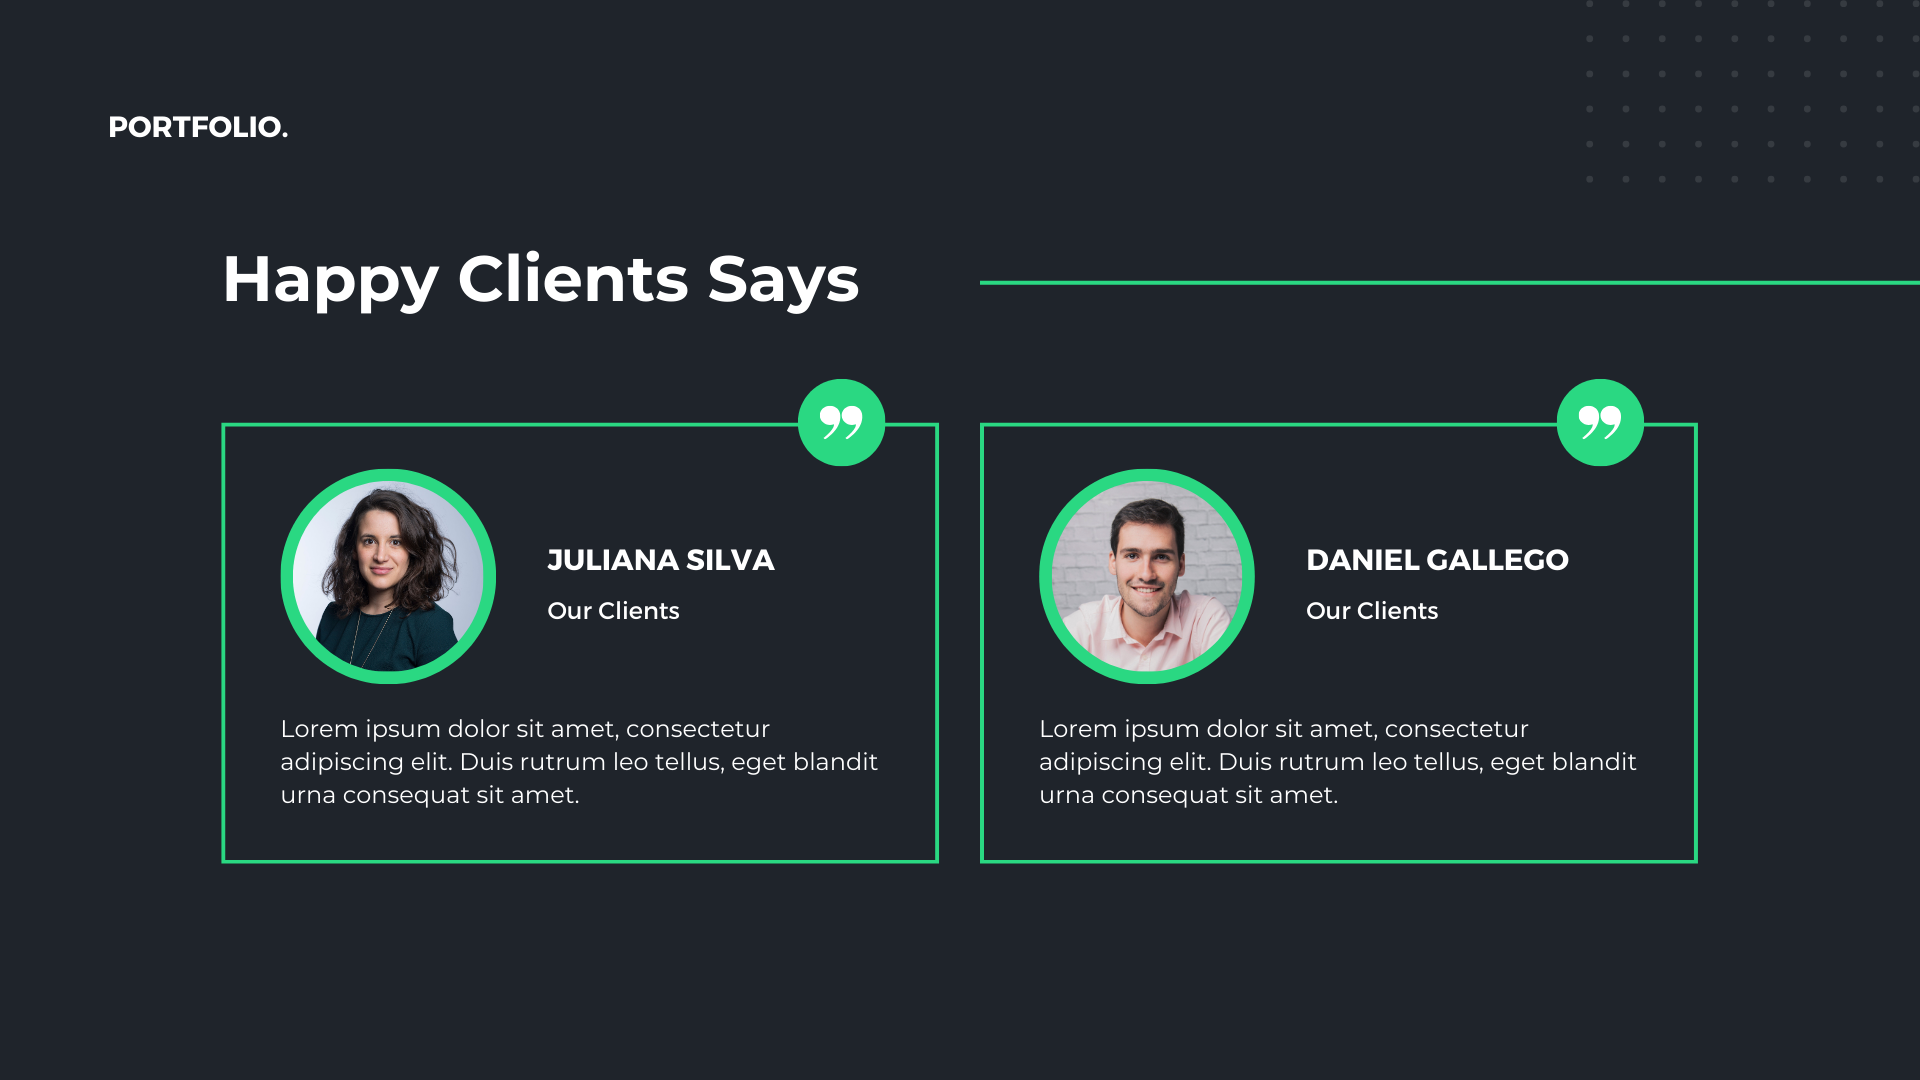 PORTFOLIO.
Happy Clients Says
”
JULIANA SILVA
Our Clients
Lorem ipsum dolor sit amet, consectetur
adipiscing elit. Duis rutrum leo tellus, eget blandit
urna consequat sit amet.
”
DANIEL GALLEGO
Our Clients
Lorem ipsum dolor sit amet, consectetur
adipiscing elit. Duis rutrum leo tellus, eget blandit
urna consequat sit amet.